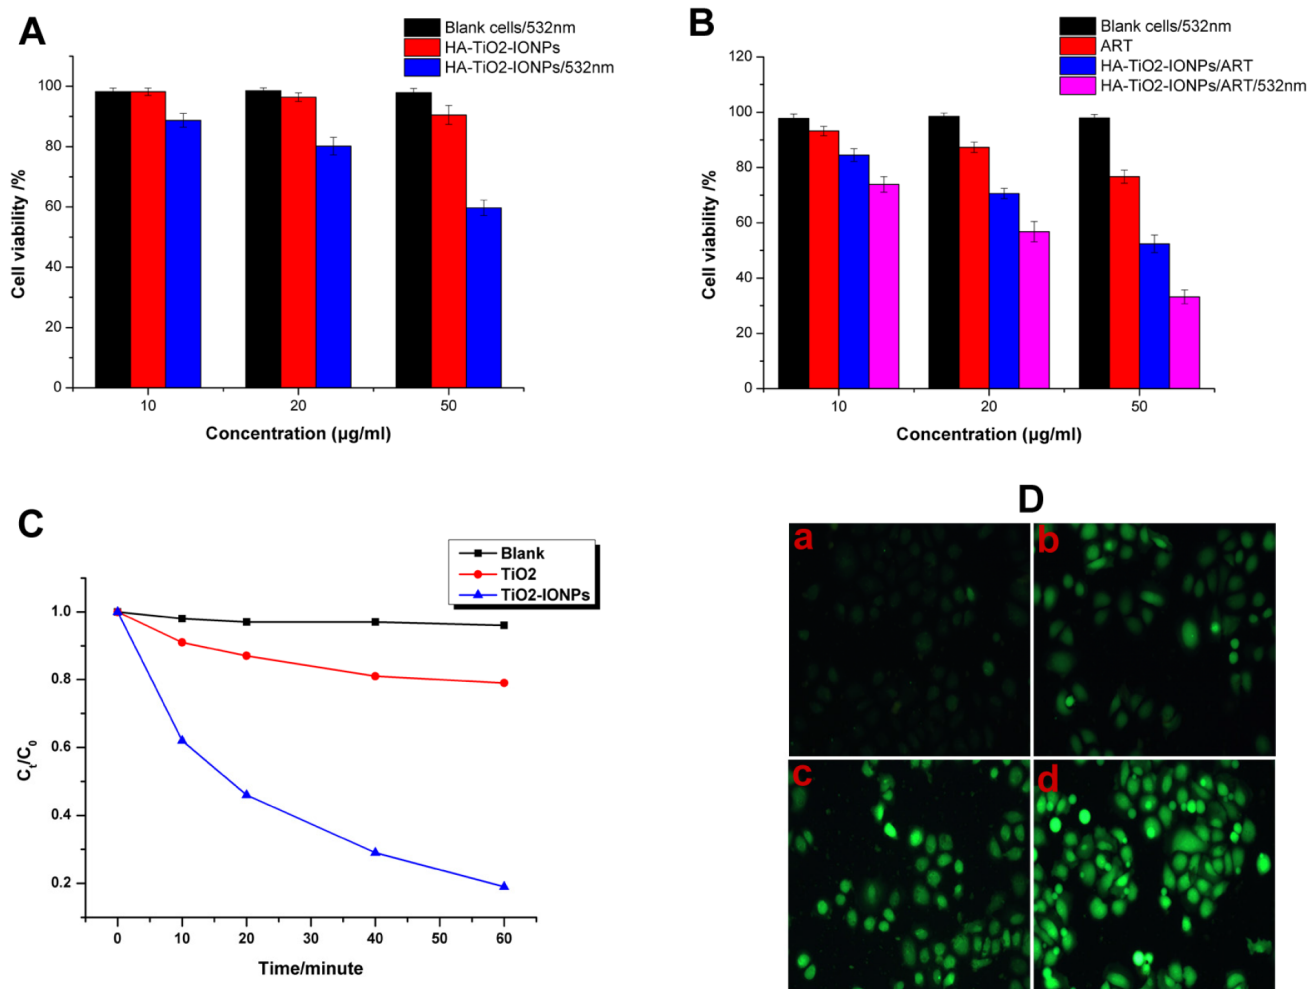 A
Blank cells/532nm
HA-TiO2-IONPs
HA-TiO2-IONPs/532nm
100
80
60
40
20
0
Cell viability /%
10 20 50
Concentration (µg/ml)
B
Blank cells/532nm
ART
HA-TiO2-IONPs/ART
HA-TiO2-IONPs/ART/532nm
120
100
80
60
40
20
0
Cell viability /%
10 20 50
Concentration (µg/ml)
C
Blank
TiO2
TiO2-IONPs
1.0
0.8
0.6
0.4
0.2
Ct/C0
0 10 20 30 40 50 60
Time/minute
D
a
b
c
d